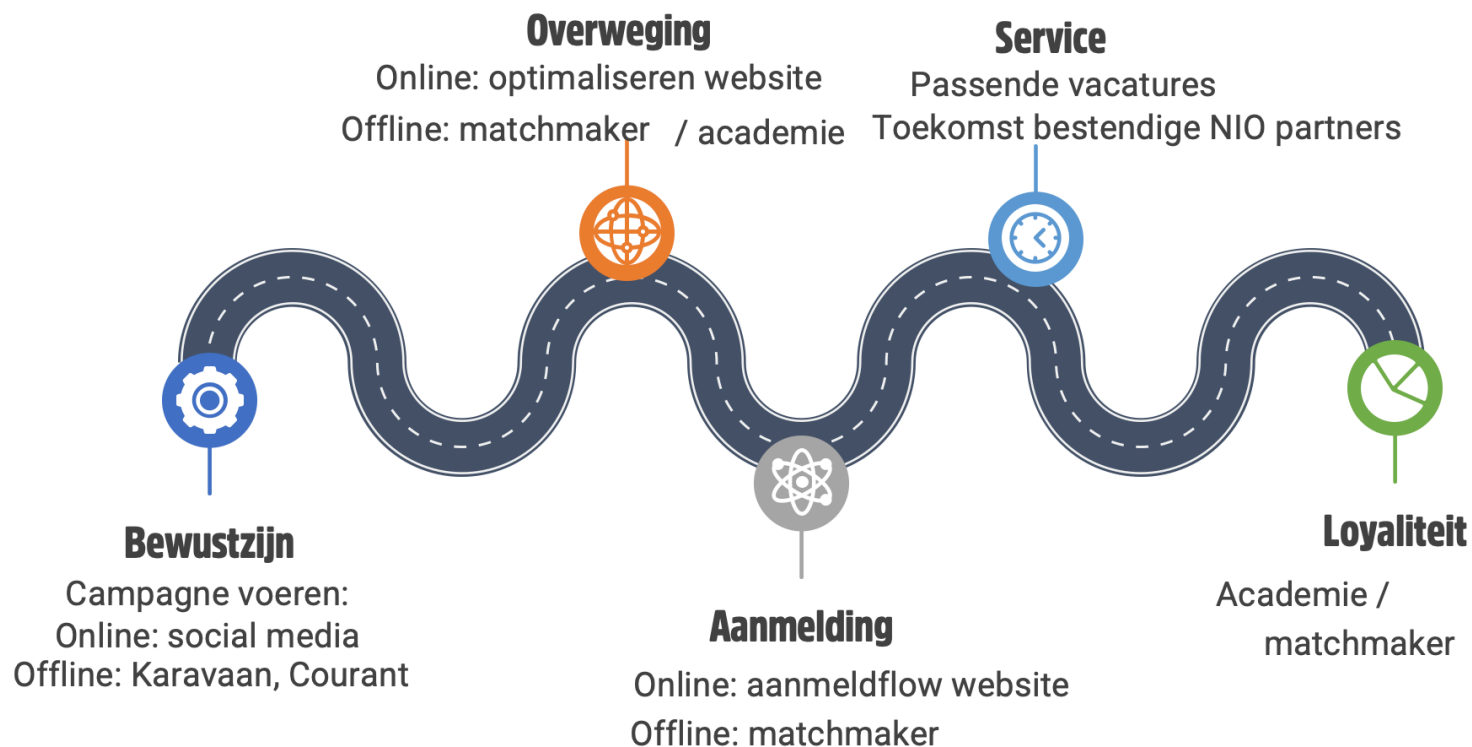 Overweging
Online: optimaliseren website
Offline: matchmaker / academie
Service
Passende vacatures
Toekomst bestendige NIO partners
Bewustzijn
Campagne voeren:
Online: social media
Offline: Karavaan, Courant
Aanmelding
Online: aanmeldflow website
Offline: matchmaker
Loyaliteit
Academie /
matchmaker